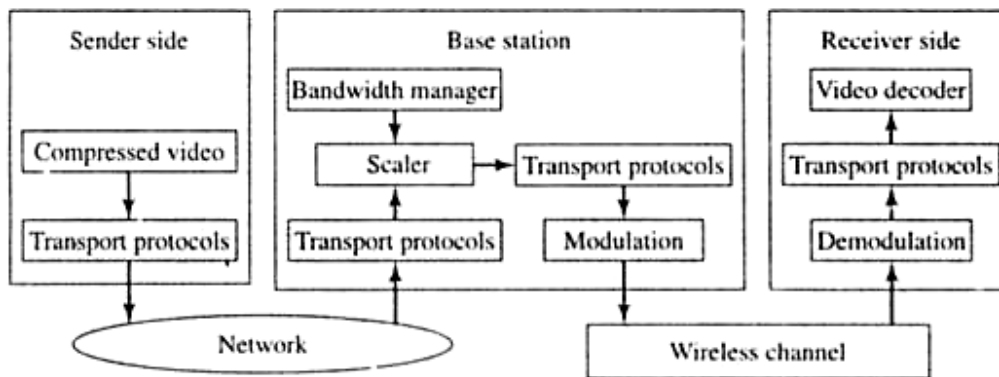 Sender side
Compressed video
Transport protocols
Base station
Bandwidth manager
Scaler
Transport protocols
Transport protocols
Modulation
Receiver side
Video decoder
Transport protocols
Demodulation
Network
Wireless channel